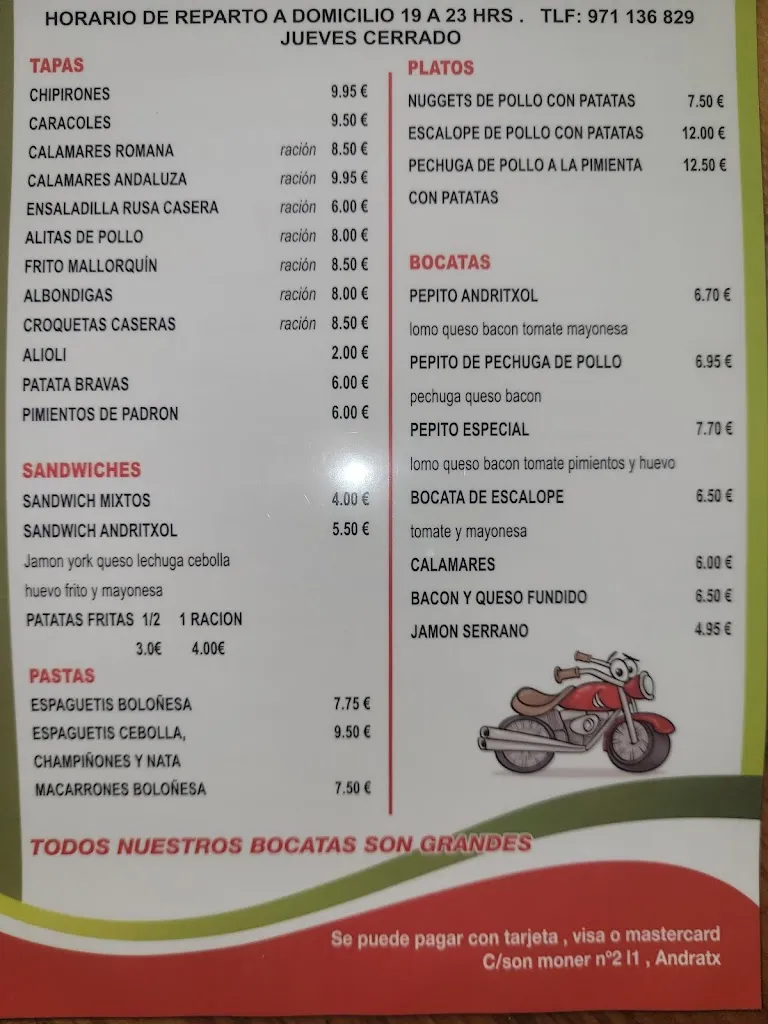 HORARIO DE REPARTO A DOMICILIO 19 A 23 HRS . TLF: 971 136 829
JUEVES CERRADO
TAPAS
CHIPIRONES 9.95 €
CARACOLES 9.50 €
CALAMARES ROMANA ración 8.50 €
CALAMARES ANDALUZA ración 9.95 €
ENSALADILLA RUSA CASERA ración 6.00 €
ALITAS DE POLLO ración 8.00 €
FRITO MALLORQUÍN ración 8.50 €
ALBONDIGAS ración 8.00 €
CROQUETAS CASERAS ración 8.50 €
ALIOLI 2.00 €
PATATA BRAVAS 6.00 €
PIMIENTOS DE PADRON 6.00 €
SANDWICHES
SANDWICH MIXTOS 4.00 €
SANDWICH ANDRITXOL 5.50 €
Jamon york queso lechuga cebolla
huevo frito y mayonesa
PATATAS FRITAS 1/2 1 RACION
3.0€ 4.00€
PASTAS
ESPAGUETIS BOLOÑESA 7.75 €
ESPAGUETIS CEBOLLA, 9.50 €
CHAMPIÑONES Y NATA
MACARRONES BOLOÑESA 7.50 €
PLATOS
NUGGETS DE POLLO CON PATATAS 7.50 €
ESCALOPE DE POLLO CON PATATAS 12.00 €
PECHUGA DE POLLO A LA PIMIENTA 12.50 €
CON PATATAS
BOCATAS
PEPITO ANDRITXOL 6.70 €
lomo queso bacon tomate mayonesa
PEPITO DE PECHUGA DE POLLO 6.95 €
pechuga queso bacon
PEPITO ESPECIAL 7.70 €
lomo queso bacon tomate pimientos y huevo
BOCATA DE ESCALOPE 6.50 €
tomate y mayonesa
CALAMARES 6.00 €
BACON Y QUESO FUNDIDO 6.50 €
JAMON SERRANO 4.95 €
TODOS NUESTROS BOCATAS SON GRANDES
Se puede pagar con tarjeta , visa o mastercard
C/son moner nº2 l1 , Andratx